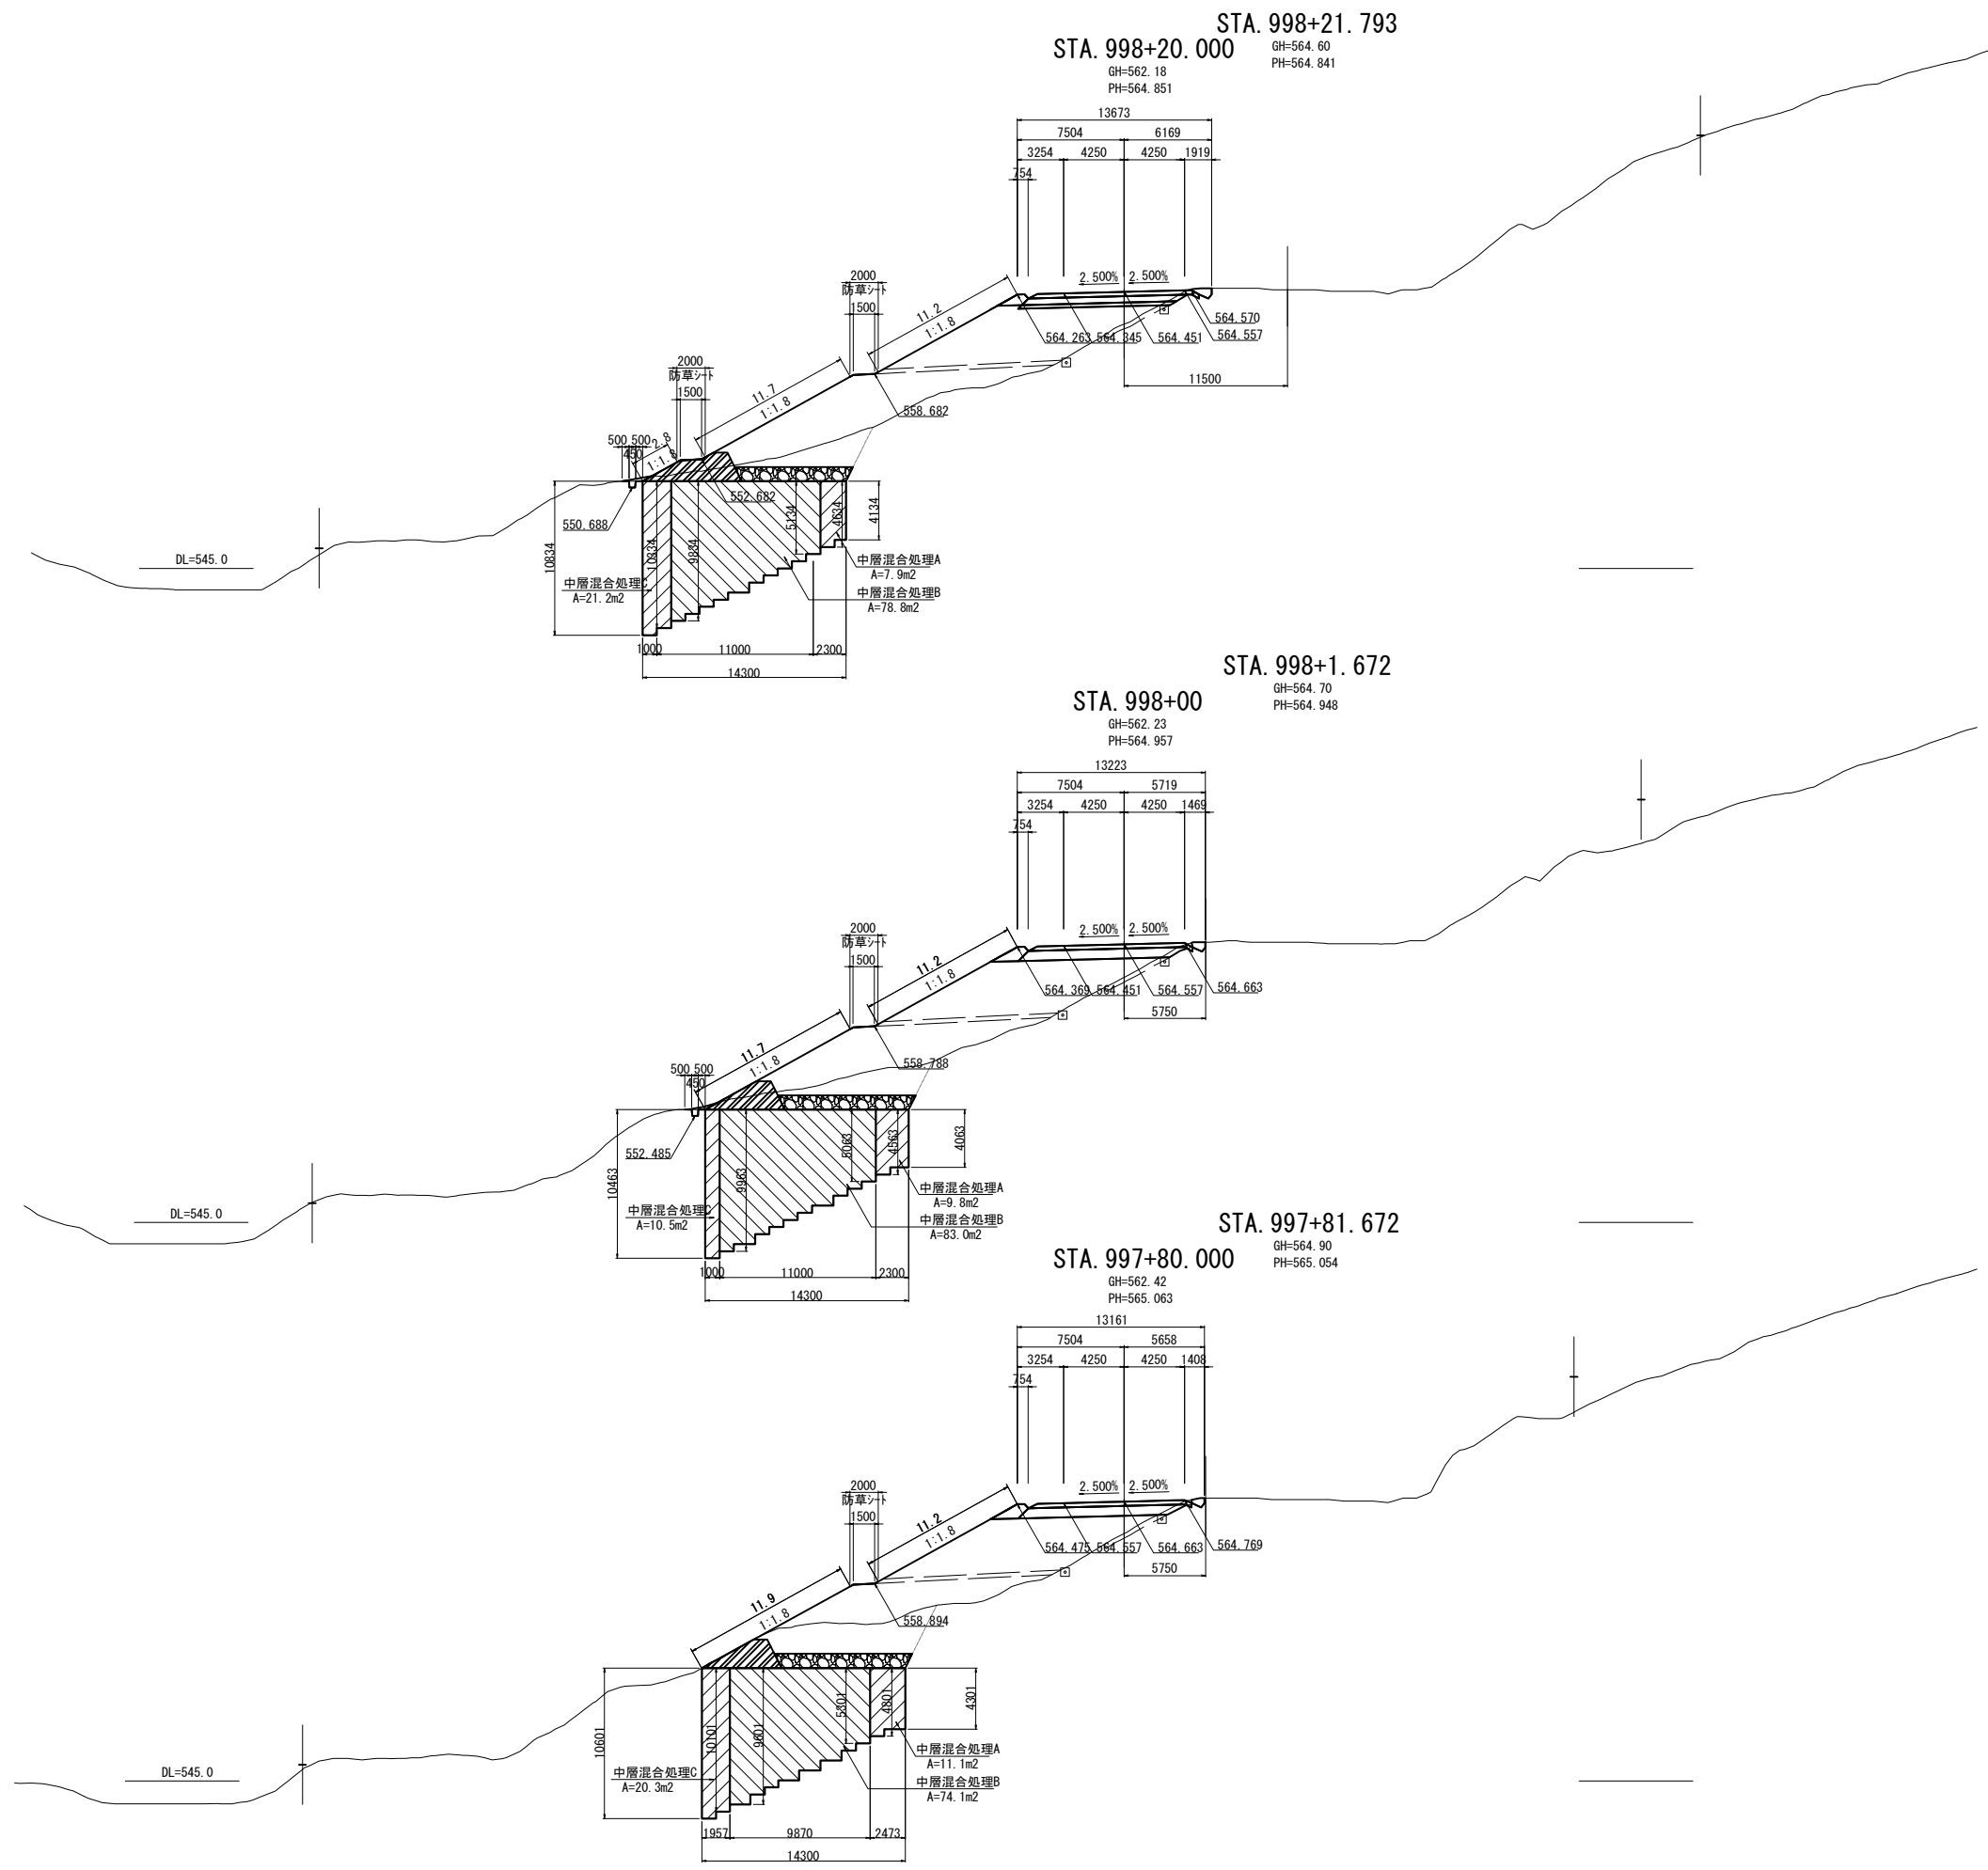 STA. 998+21. 793
GH=564. 60
PH=564. 841
STA. 998+20. 000
GH=562. 18
PH=564. 851
13673
7504
6169
3254
4250
4250
1919
754
2. 500%
2. 500%
2000
防草シート
1500
11. 2
1:1. 8
564. 263
564. 345
564. 451
564. 570
564. 557
11500
2000
防草シート
1500
11. 7
1:1. 8
558. 682
500
500
450
2. 8
1:1. 8
552. 682
550. 688
DL=545. 0
10834
10334
9834
5134
4634
4134
中層混合処理A
A=7. 9m2
中層混合処理B
A=78. 8m2
中層混合処理C
A=21. 2m2
1000
11000
2300
14300
STA. 998+1. 672
GH=564. 70
PH=564. 948
STA. 998+00
GH=562. 23
PH=564. 957
13223
7504
5719
3254
4250
4250
1469
754
2. 500%
2. 500%
2000
防草シート
1500
11. 2
1:1. 8
564. 369
564. 451
564. 557
564. 663
5750
11. 7
1:1. 8
558. 788
500
500
450
552. 485
DL=545. 0
10463
9963
5063
4563
4063
中層混合処理A
A=9. 8m2
中層混合処理B
A=83. 0m2
中層混合処理C
A=10. 5m2
1000
11000
2300
14300
STA. 997+81. 672
GH=564. 90
PH=565. 054
STA. 997+80. 000
GH=562. 42
PH=565. 063
13161
7504
5658
3254
4250
4250
1408
754
2. 500%
2. 500%
2000
防草シート
1500
11. 2
1:1. 8
564. 475
564. 557
564. 663
564. 769
5750
11. 9
1:1. 8
558. 894
DL=545. 0
10601
10101
9601
5301
4801
4301
中層混合処理A
A=11. 1m2
中層混合処理B
A=74. 1m2
中層混合処理C
A=20. 3m2
1957
9870
2473
14300